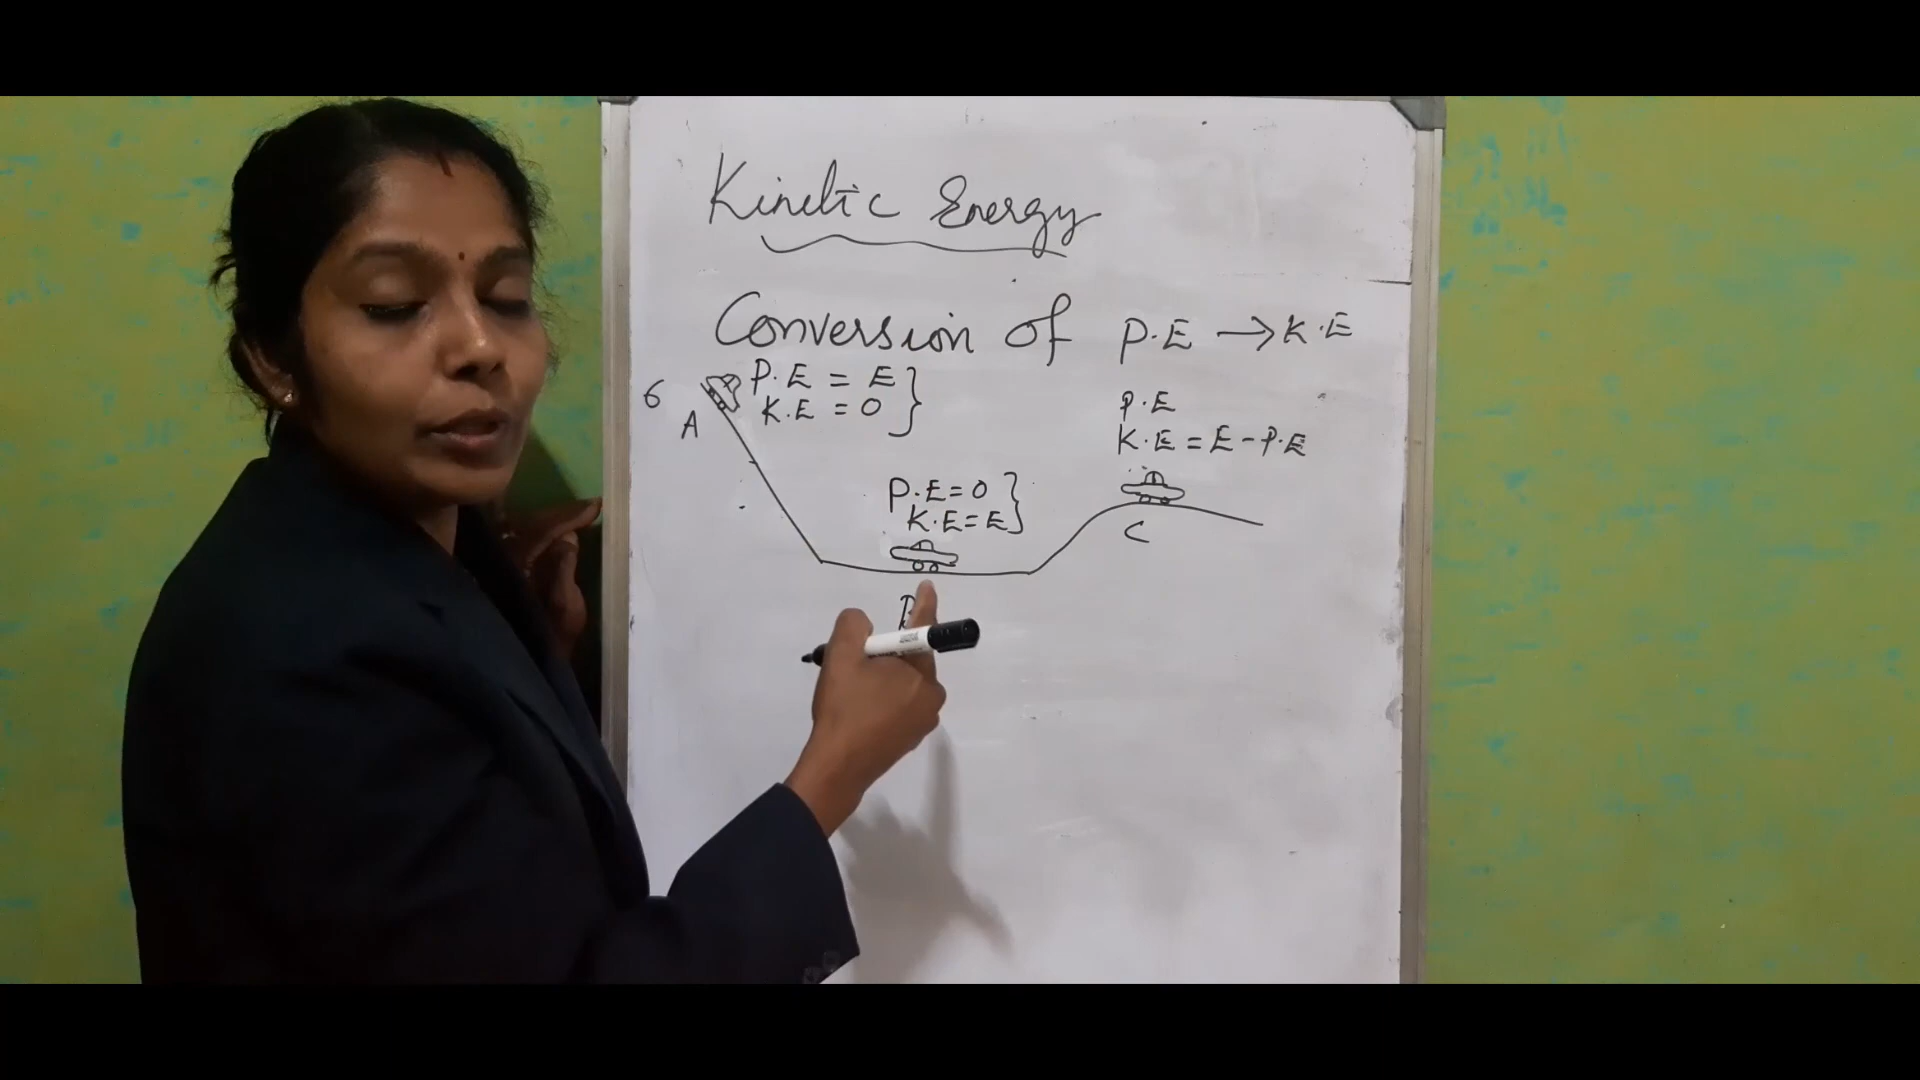 Kinetic Energy
Conversion of P.E → K.E
6
A
P.E = E
K.E = 0
P.E = 0
K.E = E
B
P.E
K.E = E - P.E
C